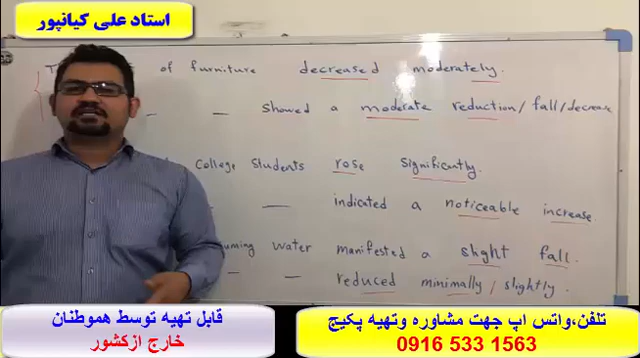 استاد علی کیانپور
of furniture decreased moderately.
— Showed a moderate reduction/fall/decrease
College Students rose significantly.
— indicated a noticeable increase
water manifested a slight fall.
— — reduced minimally/slightly.
قابل تهیه توسط هموطنان
خارج ازکشور
تلفن،واتس اپ جهت مشاوره وتهیه پکیج
0916 533 1563